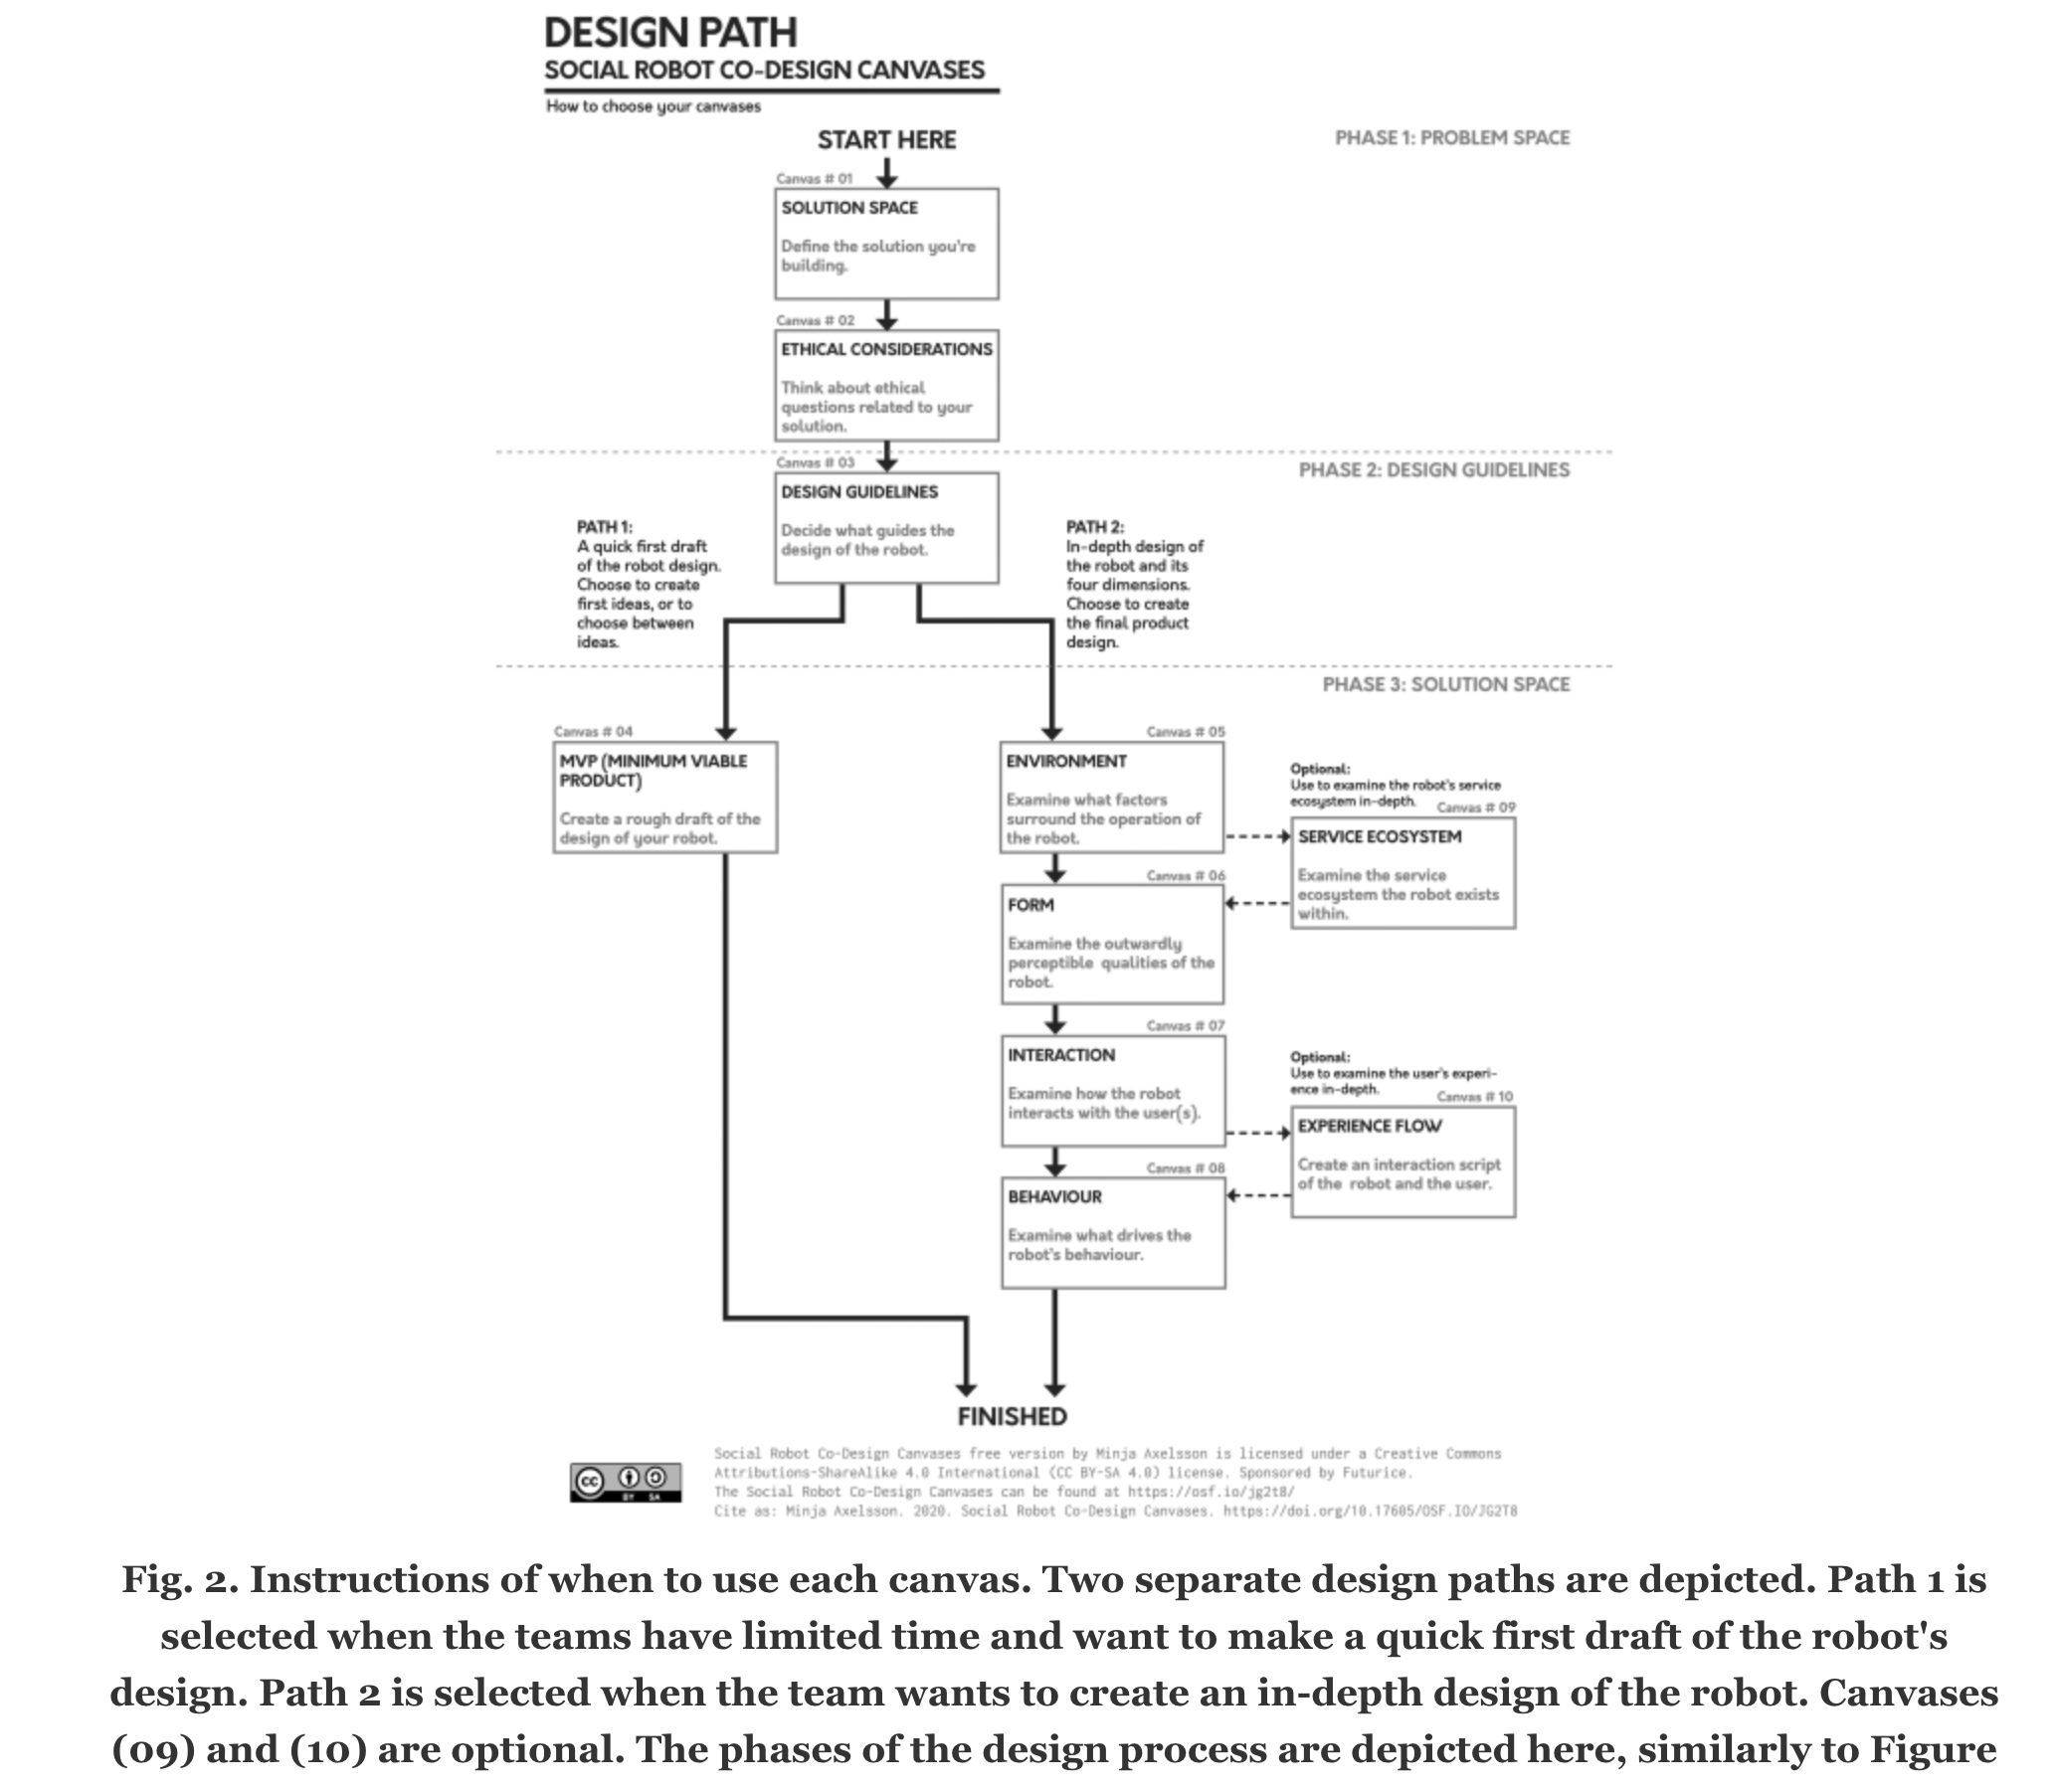 DESIGN PATH
SOCIAL ROBOT CO-DESIGN CANVASES
How to choose your canvases
START HERE
PHASE 1: PROBLEM SPACE
Canvas # 01
SOLUTION SPACE
Define the solution you're
building.
Canvas # 02
ETHICAL CONSIDERATIONS
Think about ethical
questions related to your
solution.
PHASE 2: DESIGN GUIDELINES
Canvas # 03
DESIGN GUIDELINES
Decide what guides the
design of the robot.
PATH 1:
A quick first draft
of the robot design.
Choose to create
first ideas, or to
choose between
ideas.
PATH 2:
In-depth design of
the robot and its
four dimensions.
Choose to create
the final product
design.
PHASE 3: SOLUTION SPACE
Canvas # 04
MVP (MINIMUM VIABLE
PRODUCT)
Create a rough draft of the
design of your robot.
Canvas # 05
ENVIRONMENT
Examine what factors
surround the operation of
the robot.
Optional:
Use to examine the robot's service
ecosystem in-depth.
Canvas # 09
SERVICE ECOSYSTEM
Examine the service
ecosystem the robot exists
within.
Canvas # 06
FORM
Examine the outwardly
perceptible qualities of the
robot.
Canvas # 07
INTERACTION
Examine how the robot
interacts with the user(s).
Optional:
Use to examine the user's experi-
ence in-depth.
Canvas # 10
EXPERIENCE FLOW
Create an interaction script
of the robot and the user.
Canvas # 08
BEHAVIOUR
Examine what drives the
robot's behaviour.
FINISHED
cc
BY SA
Social Robot Co-Design Canvases free version by Minja Axelsson is licensed under a Creative Commons
Attributions-ShareAlike 4.0 International (CC BY-SA 4.0) license. Sponsored by Futurice.
The Social Robot Co-Design Canvases can be found at https://osf.io/jg2t8/
Cite as: Minja Axelsson. 2020. Social Robot Co-Design Canvases. https://doi.org/10.17605/OSF.IO/JG2T8
Fig. 2. Instructions of when to use each canvas. Two separate design paths are depicted. Path 1 is
selected when the teams have limited time and want to make a quick first draft of the robot's
design. Path 2 is selected when the team wants to create an in-depth design of the robot. Canvases
(09) and (10) are optional. The phases of the design process are depicted here, similarly to Figure